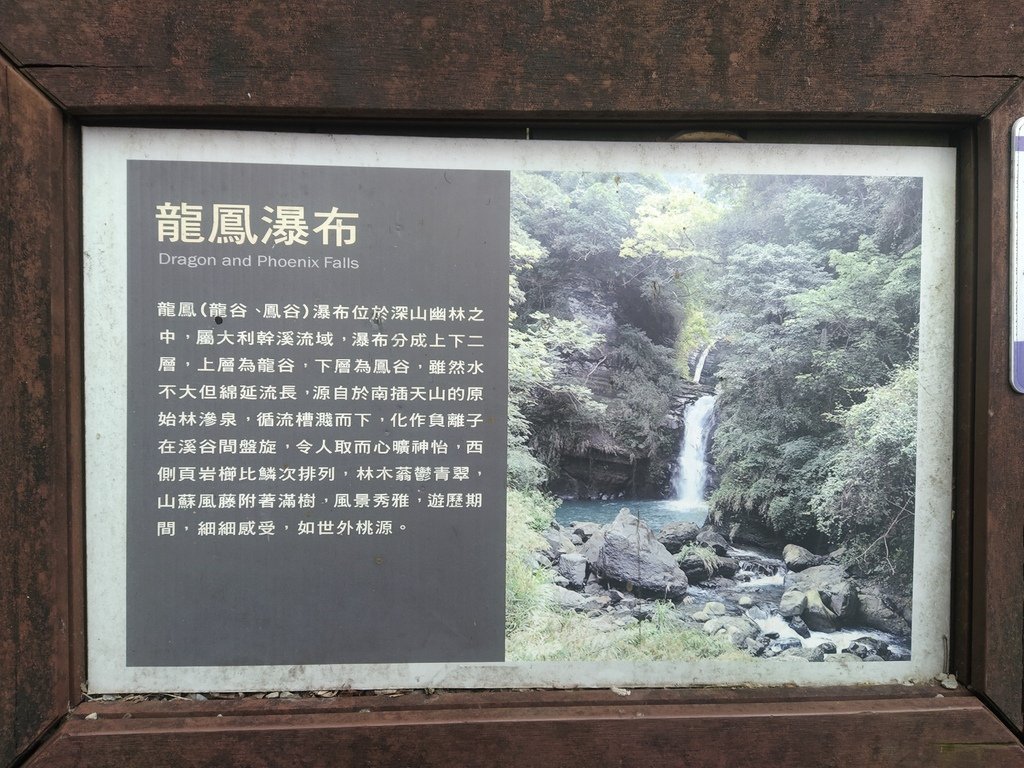 龍鳳瀑布
Dragon and Phoenix Falls
龍鳳(龍谷、鳳谷)瀑布位於深山幽林之
中，屬大利幹溪流域，瀑布分成上下二
層，上層為龍谷，下層為鳳谷，雖然水
不大但綿延流長，源自於南插天山的原
始林滲泉，循流槽濺而下，化作負離子
在溪谷間盤旋，令人取而心曠神怡，西
側頁岩櫛比鱗次排列，林木蓊鬱青翠，
山蘇風藤附著滿樹，風景秀雅，遊歷期
間，細細感受，如世外桃源。